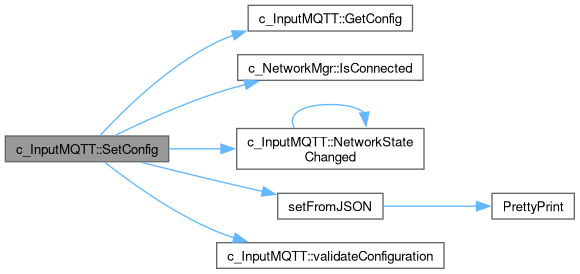 c_InputMQTT::GetConfig
c_NetworkMgr::IsConnected
c_InputMQTT::SetConfig
c_InputMQTT::NetworkState
Changed
setFromJSON
PrettyPrint
c_InputMQTT::validateConfiguration